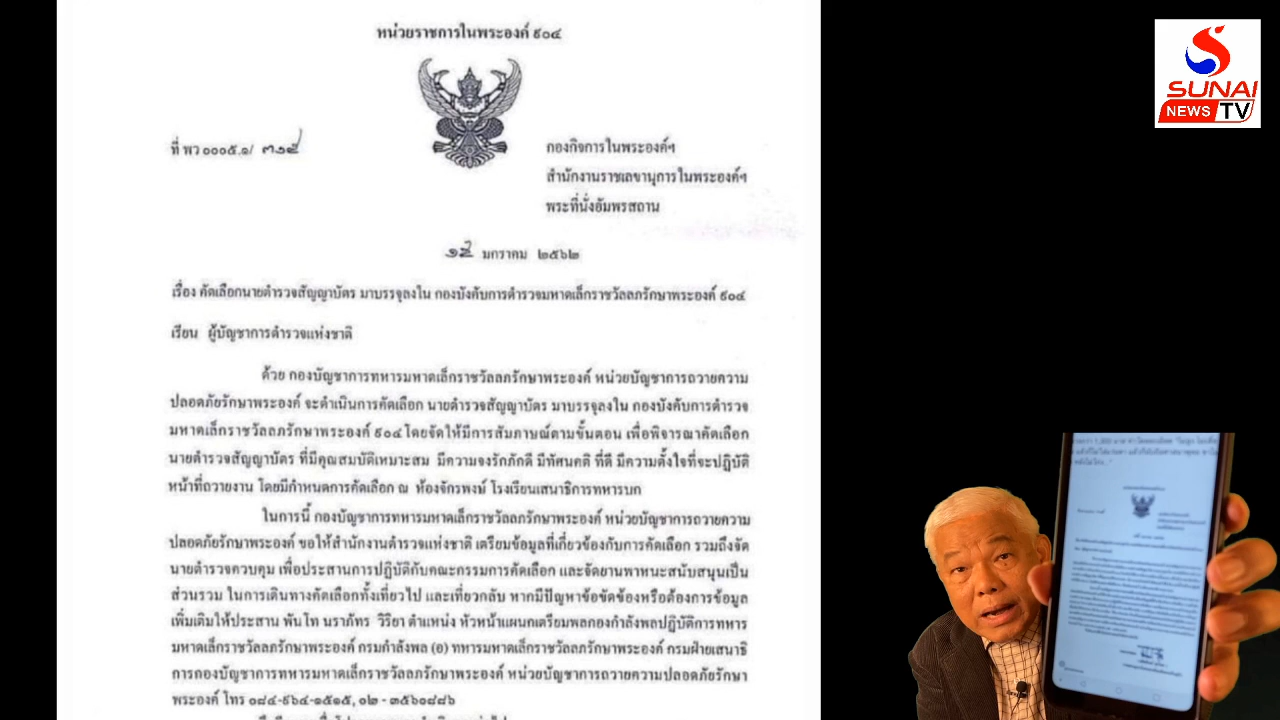 หน่วยราชการในพระองค์ ๙๐๔
ที่ พว ๐๐๐๕.๑/ ๓๑๕
กองกิจการในพระองค์ฯ
สำนักงานราชเลขานุการในพระองค์ฯ
พระที่นั่งอัมพรสถาน
๑๕ มกราคม ๒๕๖๒
เรื่อง คัดเลือกนายตำรวจสัญญาบัตร มาบรรจุลงใน กองบังคับการตำรวจมหาดเล็กราชวัลลภรักษาพระองค์ ๙๐๔
เรียน ผู้บัญชาการตำรวจแห่งชาติ
ด้วย กองบัญชาการทหารมหาดเล็กราชวัลลภรักษาพระองค์ หน่วยบัญชาการถวายความ
ปลอดภัยรักษาพระองค์ จะดำเนินการคัดเลือก นายตำรวจสัญญาบัตร มาบรรจุลงใน กองบังคับการตำรวจ
มหาดเล็กราชวัลลภรักษาพระองค์ ๙๐๔ โดยจัดให้มีการสัมภาษณ์ตามขั้นตอน เพื่อพิจารณาคัดเลือก
นายตำรวจสัญญาบัตร ที่มีคุณสมบัติเหมาะสม มีความจงรักภักดี มีทัศนคติ ที่ดี มีความตั้งใจที่จะปฏิบัติ
หน้าที่ถวายงาน โดยมีกำหนดการคัดเลือก ณ ห้องจักรพงษ์ โรงเรียนเสนาธิการทหารบก
ในการนี้ กองบัญชาการทหารมหาดเล็กราชวัลลภรักษาพระองค์ หน่วยบัญชาการถวายความ
ปลอดภัยรักษาพระองค์ ขอให้สำนักงานตำรวจแห่งชาติ เตรียมข้อมูลที่เกี่ยวข้องกับการคัดเลือก รวมถึงจัด
นายตำรวจควบคุม เพื่อประสานการปฏิบัติกับคณะกรรมการคัดเลือก และจัดยานพาหนะสนับสนุนเป็น
ส่วนรวม ในการเดินทางคัดเลือกทั้งเที่ยวไป และเที่ยวกลับ หากมีปัญหาข้อขัดข้องหรือต้องการข้อมูล
เพิ่มเติมให้ประสาน พันโท นราภัทร วิริยา ตำแหน่ง หัวหน้าแผนกเตรียมพลกองกำลังพลปฏิบัติการทหาร
มหาดเล็กราชวัลลภรักษาพระองค์ กรมกำลังพล (๑) ทหารมหาดเล็กราชวัลลภรักษาพระองค์ กรมฝ่ายเสนาธิ
การกองบัญชาการทหารมหาดเล็กราชวัลลภรักษาพระองค์ หน่วยบัญชาการถวายความปลอดภัยรักษา
พระองค์ โทร ๐๘๔-๙๖๔-๑๕๑๕, ๐๒ - ๓๕๖๐๘๘๖
SUNAI
NEWS TV